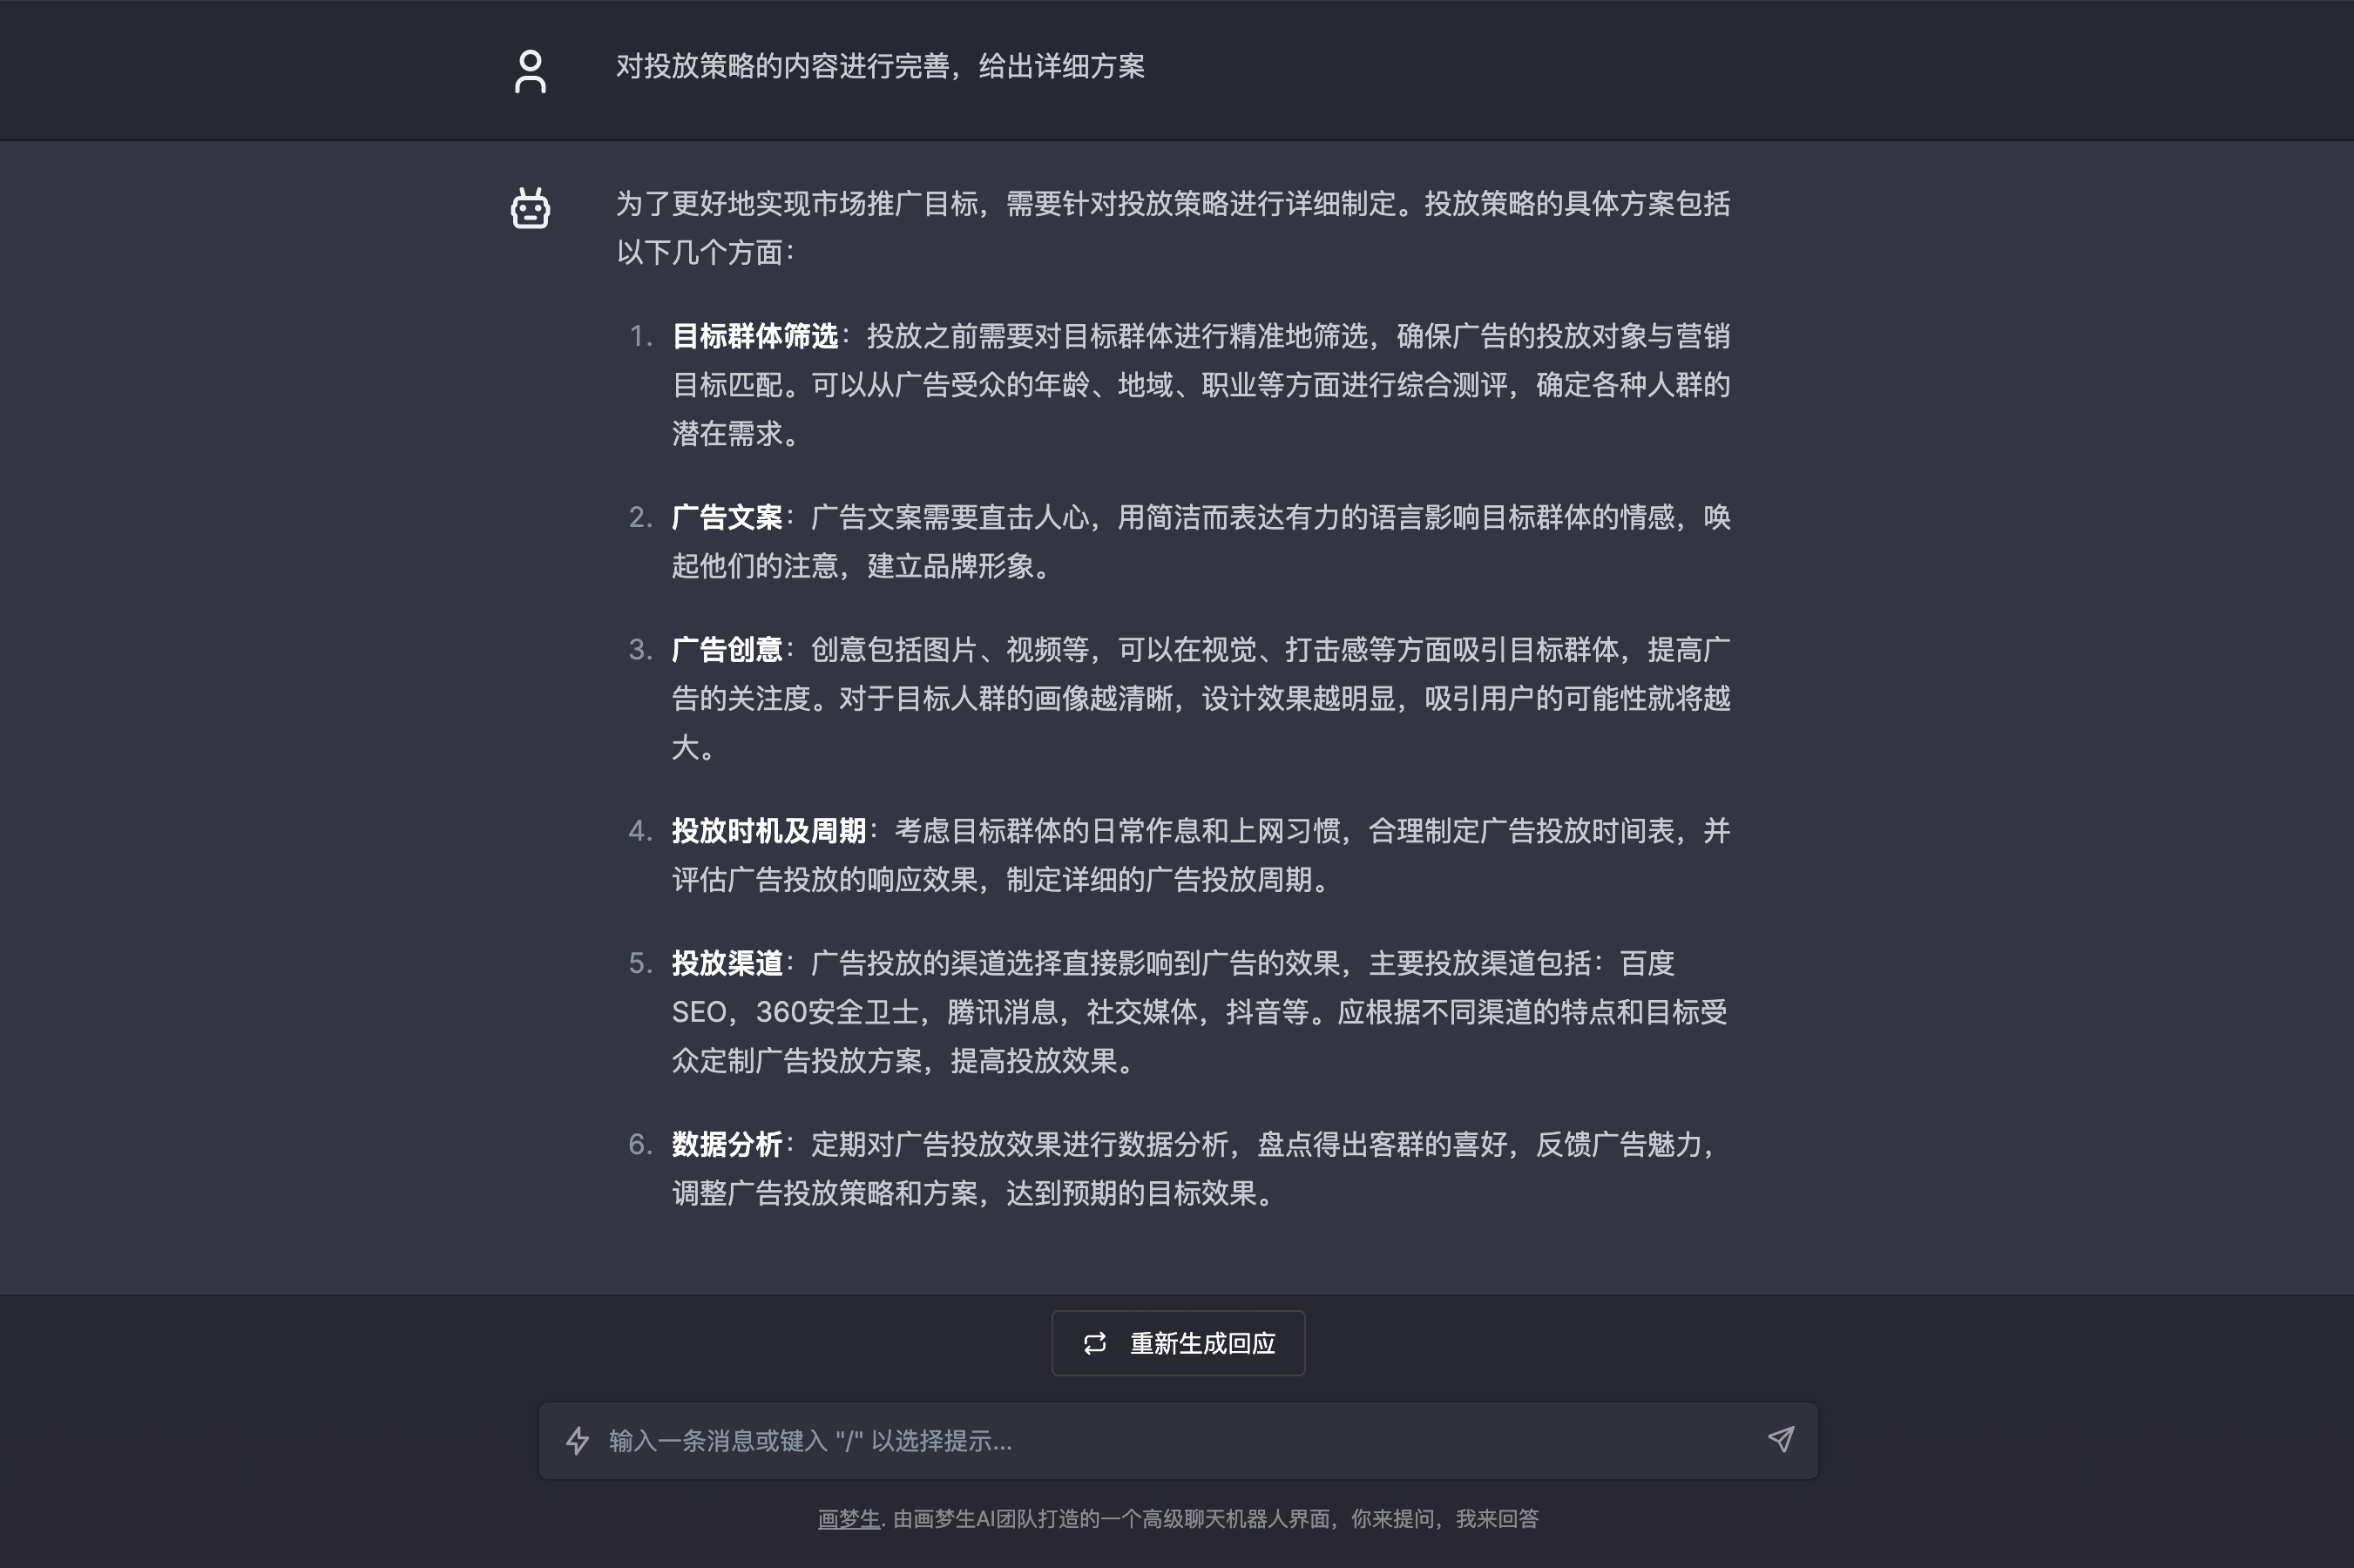 对投放策略的内容进行完善，给出详细方案
为了更好地实现市场推广目标，需要针对投放策略进行详细制定。投放策略的具体方案包括
以下几个方面：
1. 目标群体筛选：投放之前需要对目标群体进行精准地筛选，确保广告的投放对象与营销
目标匹配。可以从广告受众的年龄、地域、职业等方面进行综合测评，确定各种人群的
潜在需求。
2. 广告文案：广告文案需要直击人心，用简洁而表达有力的语言影响目标群体的情感，唤
起他们的注意，建立品牌形象。
3. 广告创意：创意包括图片、视频等，可以在视觉、打击感等方面吸引目标群体，提高广
告的关注度。对于目标人群的画像越清晰，设计效果越明显，吸引用户的可能性就将越
大。
4. 投放时机及周期：考虑目标群体的日常作息和上网习惯，合理制定广告投放时间表，并
评估广告投放的响应效果，制定详细的广告投放周期。
5. 投放渠道：广告投放的渠道选择直接影响到广告的效果，主要投放渠道包括：百度
SEO，360安全卫士，腾讯消息，社交媒体，抖音等。应根据不同渠道的特点和目标受
众定制广告投放方案，提高投放效果。
6. 数据分析：定期对广告投放效果进行数据分析，盘点得出客群的喜好，反馈广告魅力，
调整广告投放策略和方案，达到预期的目标效果。
重新生成回应
输入一条消息或键入 "/" 以选择提示...
画梦生. 由画梦生AI团队打造的一个高级聊天机器人界面，你来提问，我来回答